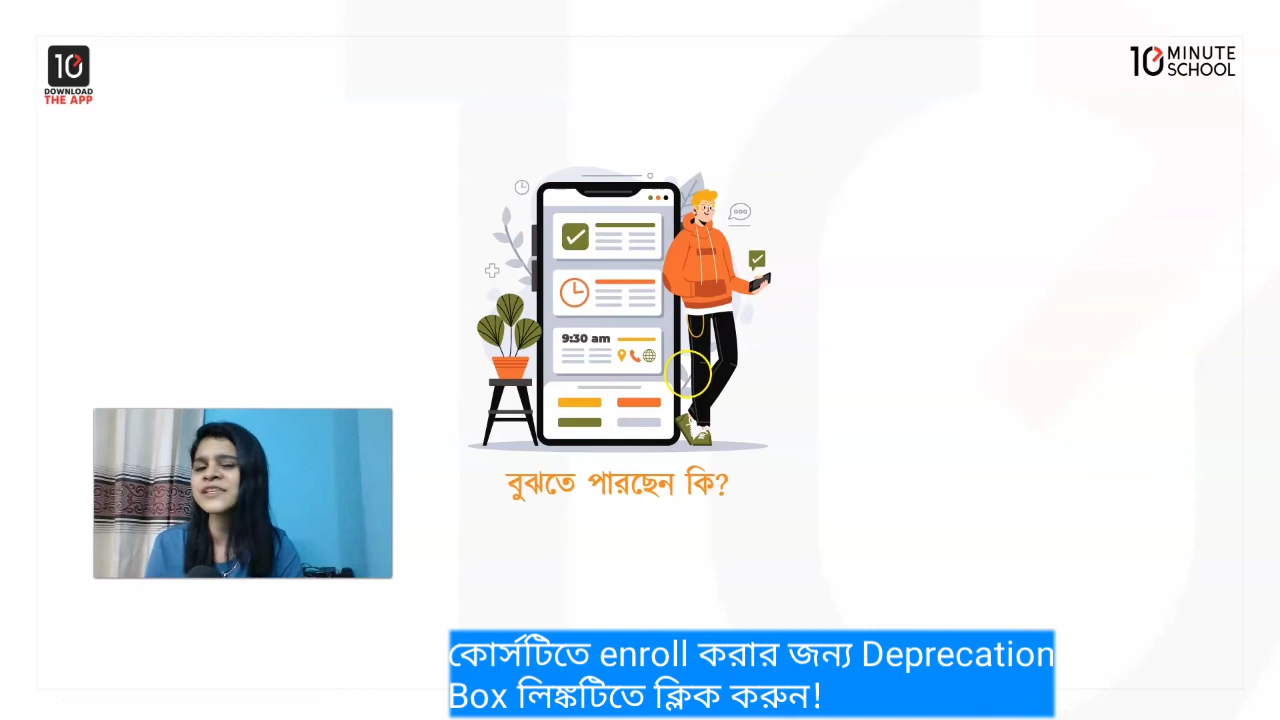 10
DOWNLOAD
THE APP
10 MINUTE
SCHOOL
9:30 am
বুঝতে পারছেন কি?
কোর্সটিতে enroll করার জন্য Deprecation
Box লিঙ্কটিতে ক্লিক করুন!